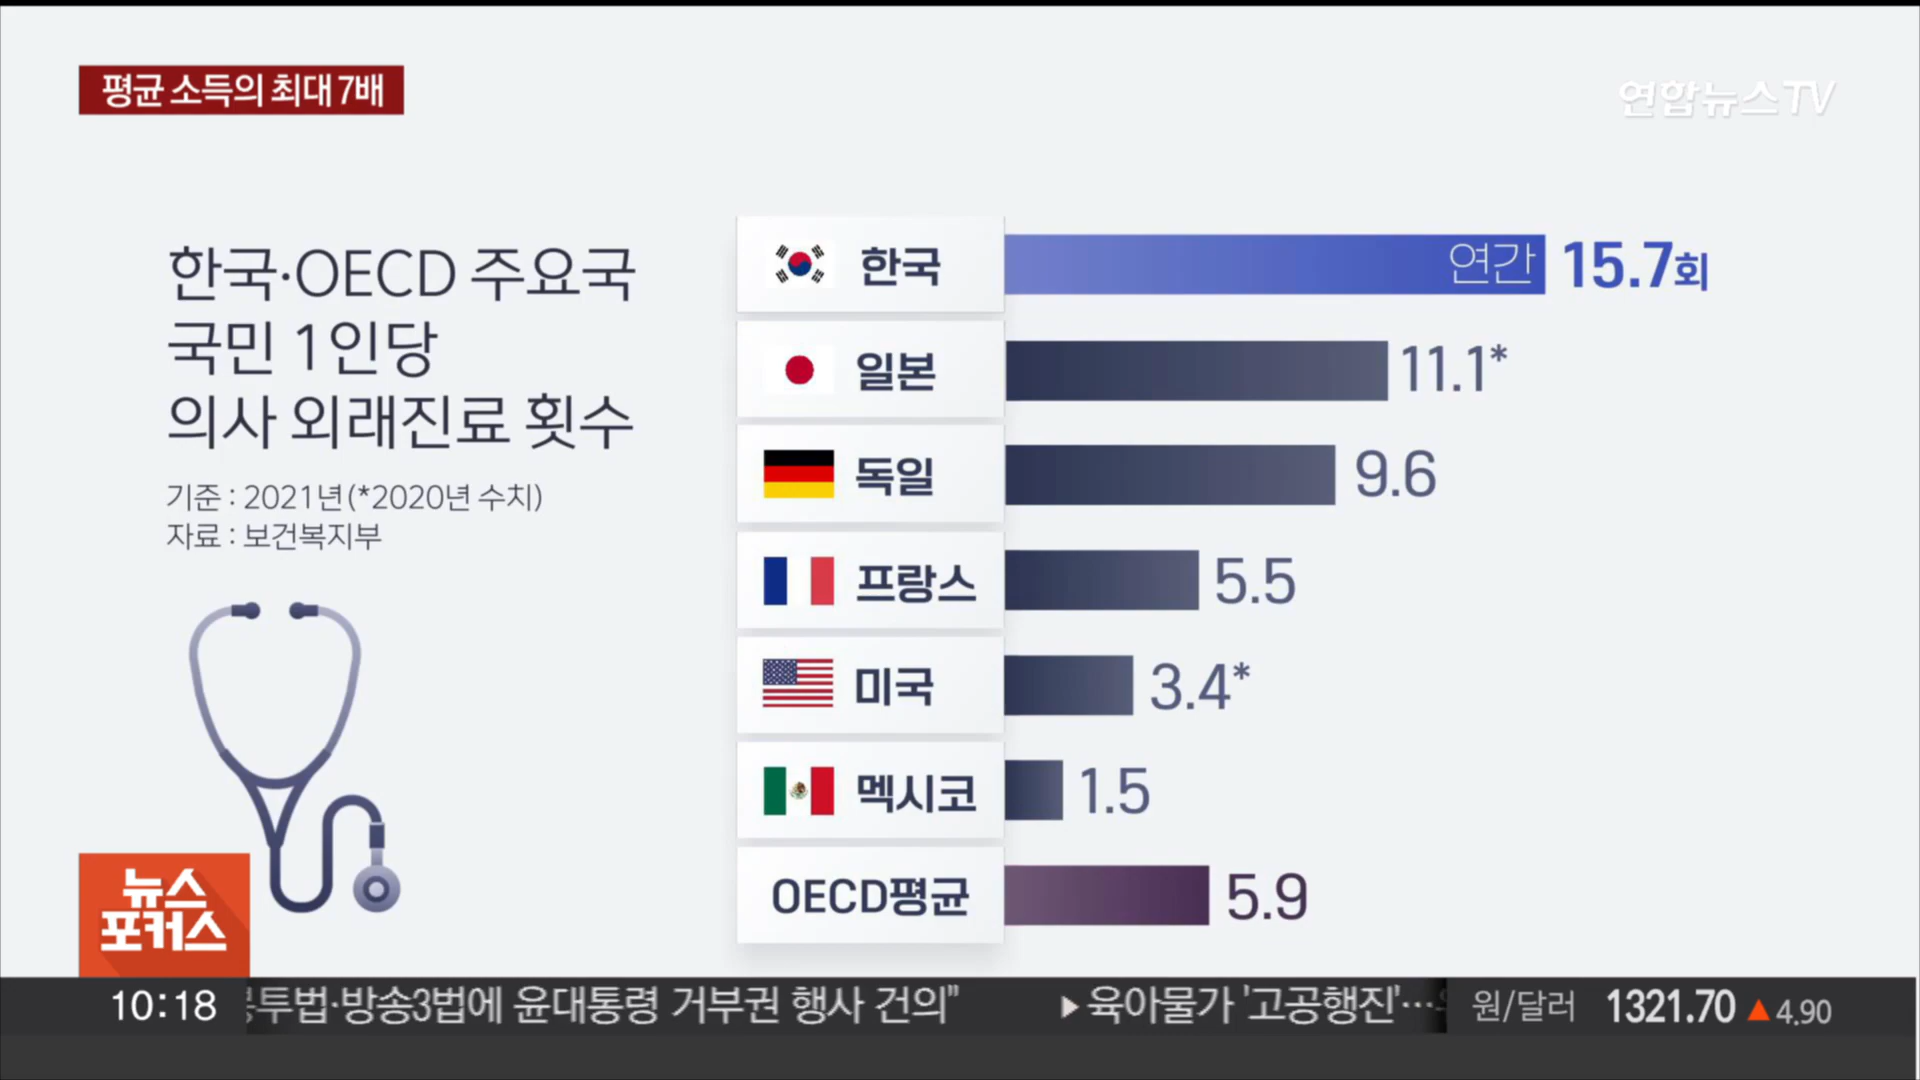 평균 소득의 최대 7배
연합뉴스TV
한국·OECD 주요국
국민 1인당
의사 외래진료 횟수
기준 : 2021년(*2020년 수치)
자료 : 보건복지부
한국 연간 15.7회
일본 11.1*
독일 9.6
프랑스 5.5
미국 3.4*
멕시코 1.5
OECD평균 5.9
뉴스
포커스
10:18 방송3법에 윤대통령 거부권 행사 건의” ▶육아물가 '고공행진'… 원/달러 1321.70 ▲4.90